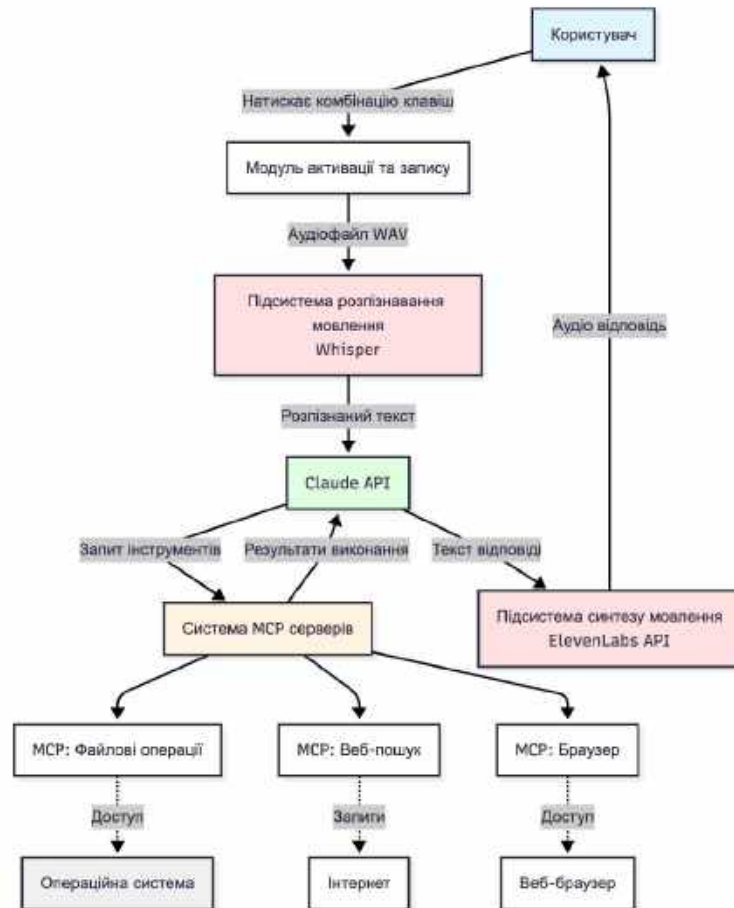 Користувач
Натискає комбінацію клавіш
Модуль активації та запису
Аудіофайл WAV
Підсистема розпізнавання
мовлення
Whisper
Аудіо відповідь
Розпізнаний текст
Claude API
Запит інструментів
Результати виконання
Текст відповіді
Система MCP серверів
Підсистема синтезу мовлення
ElevenLabs API
MCP: Файлові операції
MCP: Веб-пошук
MCP: Браузер
Доступ
Запити
Доступ
Операційна система
Інтернет
Веб-браузер